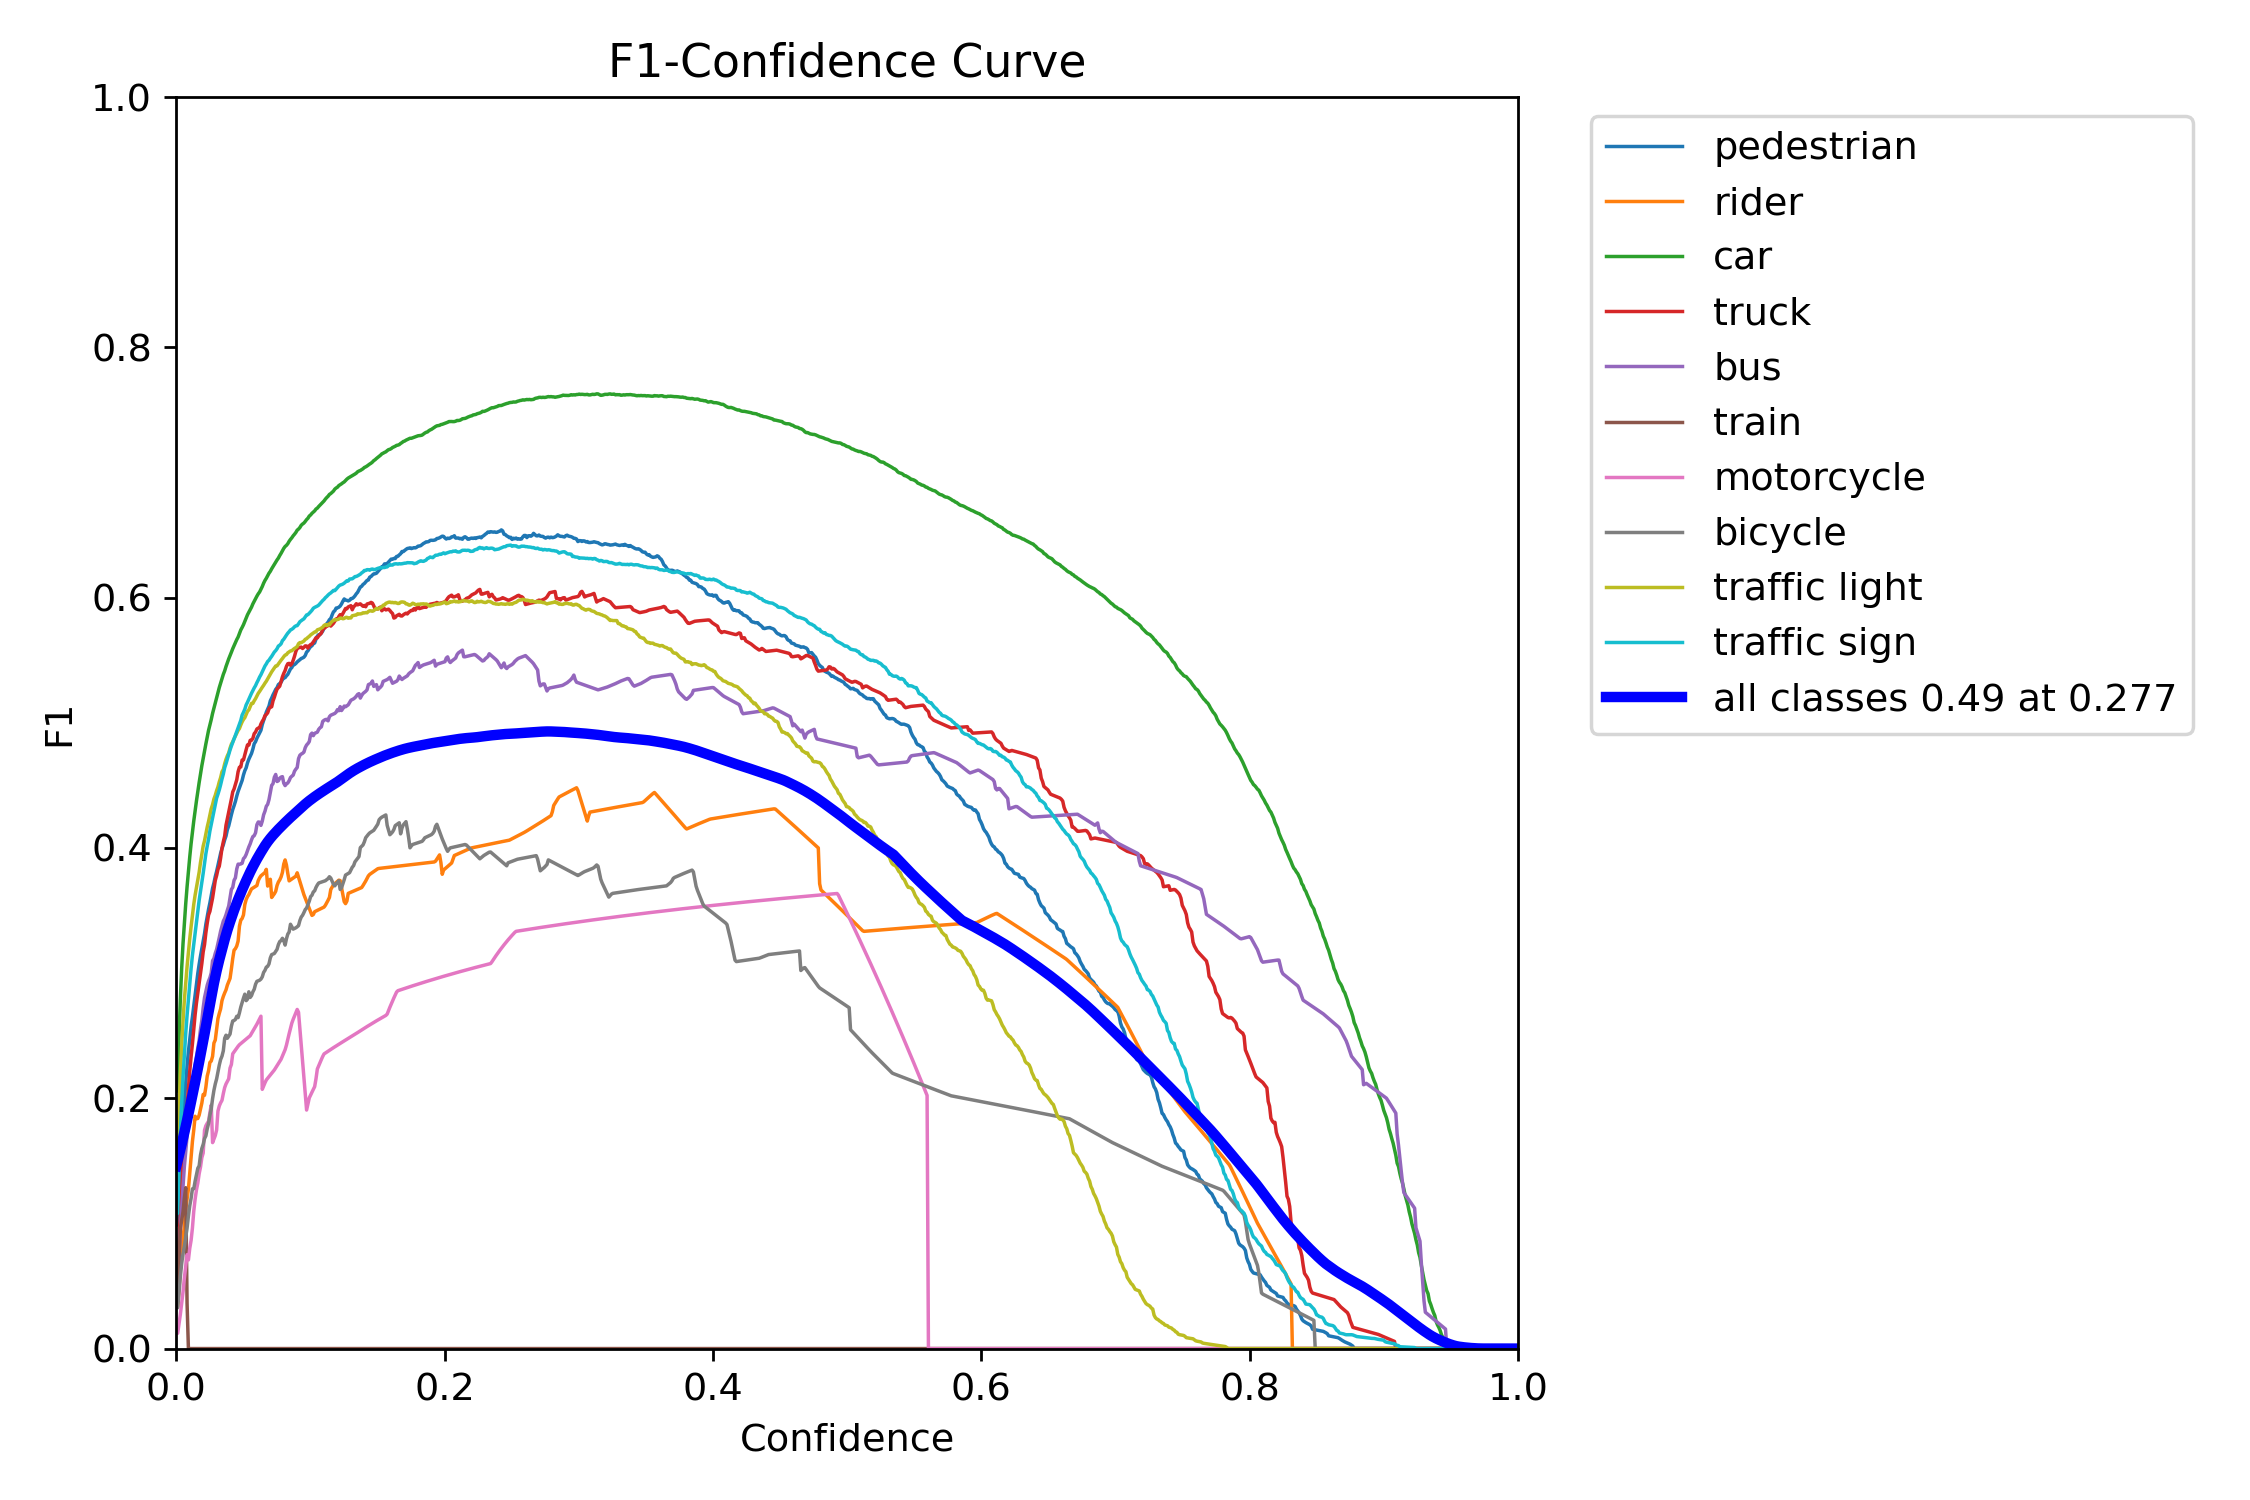 F1-Confidence Curve
1.0
0.8
0.6
0.4
0.2
0.0
F1
0.0 0.2 0.4 0.6 0.8 1.0
Confidence
pedestrian
rider
car
truck
bus
train
motorcycle
bicycle
traffic light
traffic sign
all classes 0.49 at 0.277